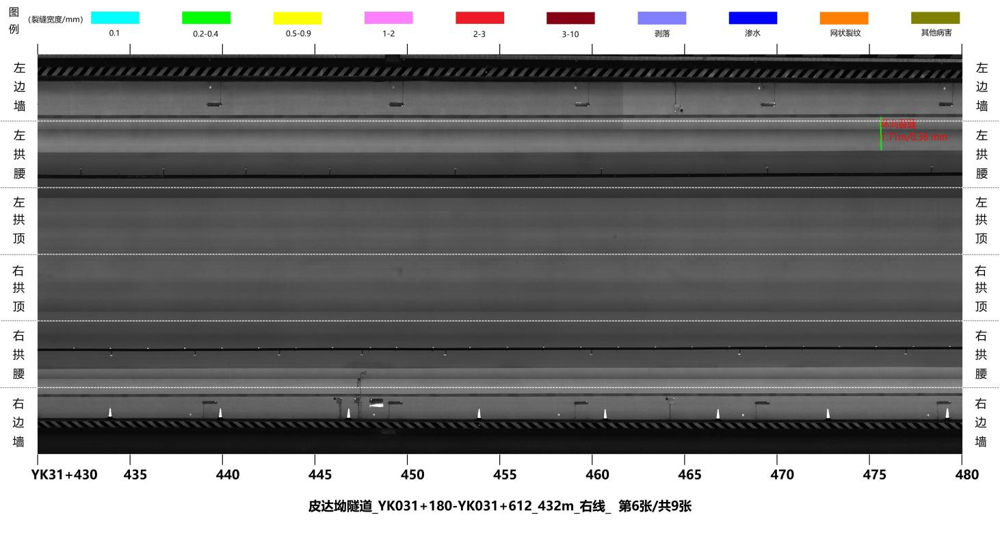 图例
(裂缝宽度/mm)
0.1
0.2-0.4
0.5-0.9
1-2
2-3
3-10
剥落
渗水
网状裂纹
其他病害
左边墙
左边墙
环向裂缝
1.71m/0.36 mm
左拱腰
左拱腰
左拱顶
左拱顶
右拱顶
右拱顶
右拱腰
右拱腰
右边墙
右边墙
YK31+430 435 440 445 450 455 460 465 470 475 480
皮达坳隧道_YK031+180-YK031+612_432m_右线_ 第6张/共9张